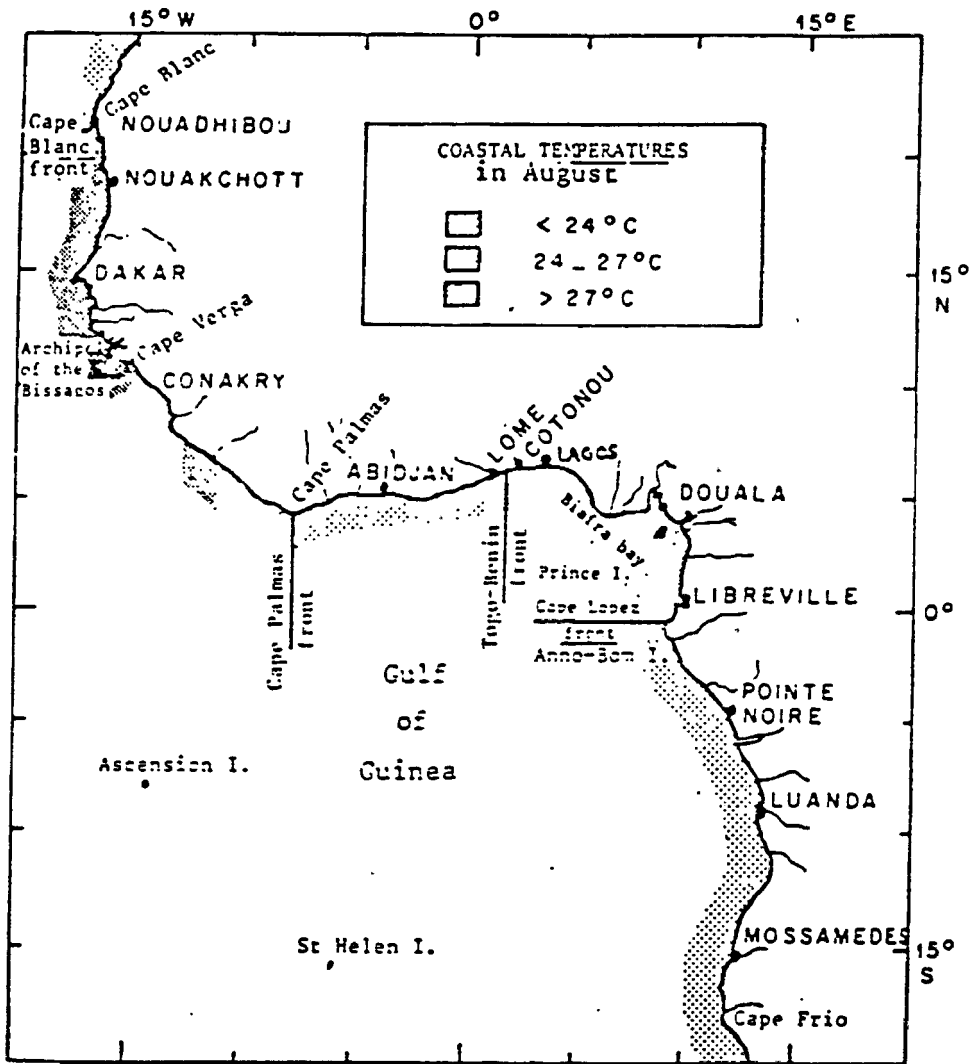 15° W
0°
15° E
Cape Blanc
Cape
Blanc
front
NOUADHIBOU
NOUAKCHOTT
COASTAL TEMPERATURES
in August
< 24°C
24 _ 27°C
> 27°C
15°
N
DAKAR
Cape Verga
Archip
of the
Bissagos
CONAKRY
Cape Palmas
ABIDJAN
LOME
COTONOU
LAGOS
DOUALA
Biafra bay
Cape Palmas
front
Togo-Benin
front
Prince I.
LIBREVILLE
0°
Cape Lopez
front
Anno-Bom I.
Gulf
of
Guinea
POINTE
NOIRE
Ascension I.
LUANDA
St Helen I.
MOSSAMEDES
15°
S
Cape Frio